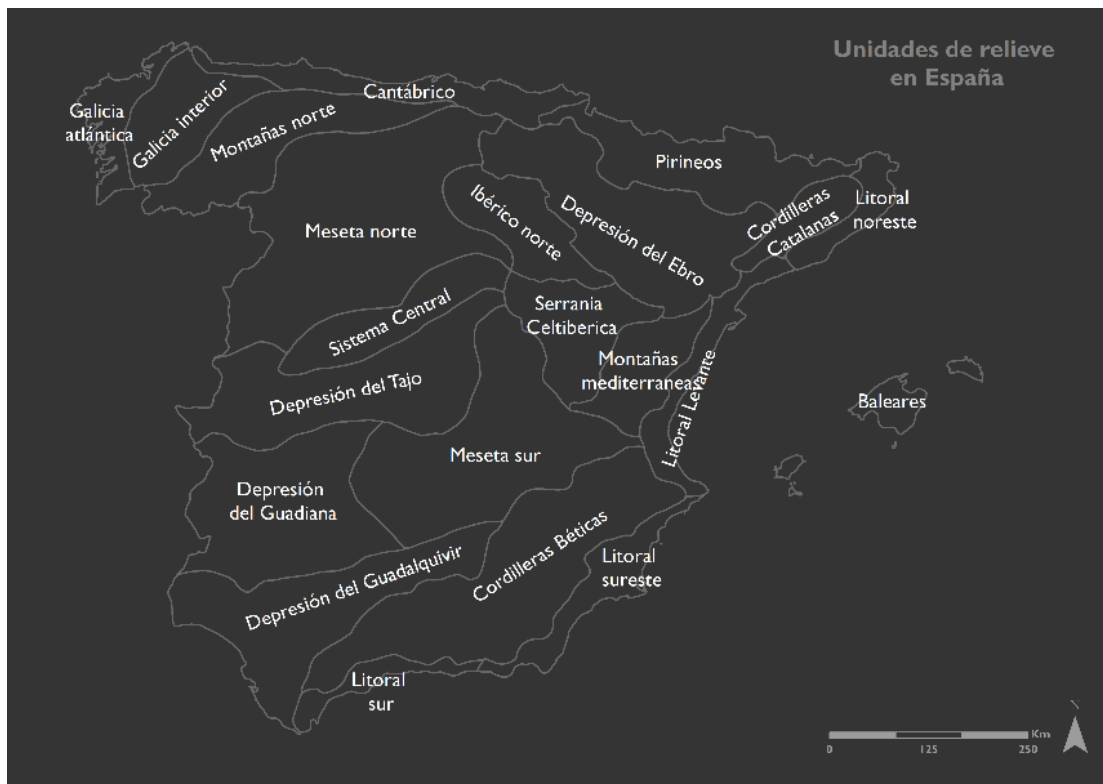 Unidades de relieve
en España
Cantábrico
Galicia
atlántica
Galicia interior
Montañas norte
Pirineos
Ibérico norte
Depresión del Ebro
Cordilleras
Catalanas
Litoral
noreste
Meseta norte
Sistema Central
Serrania
Celtiberica
Montañas
mediterraneas
Litoral Levante
Depresión del Tajo
Baleares
Meseta sur
Depresión
del Guadiana
Depresión del Guadalquivir
Cordilleras Béticas
Litoral
sureste
Litoral
sur
N
Km
0 125 250